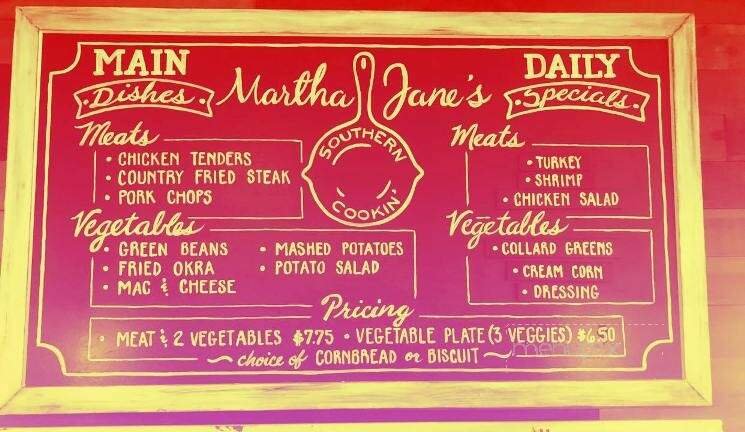 MAIN
Dishes
Martha Jane's
SOUTHERN
COOKIN'
DAILY
Specials
Meats
• CHICKEN TENDERS
• COUNTRY FRIED STEAK
• PORK CHOPS
Vegetables
• GREEN BEANS
• FRIED OKRA
• MAC & CHEESE
• MASHED POTATOES
• POTATO SALAD
Meats
• TURKEY
• SHRIMP
• CHICKEN SALAD
Vegetables
• COLLARD GREENS
• CREAM CORN
• DRESSING
Pricing
• MEAT & 2 VEGETABLES $7.75 • VEGETABLE PLATE (3 VEGGIES) $6.50
~ choice of CORNBREAD or BISCUIT ~